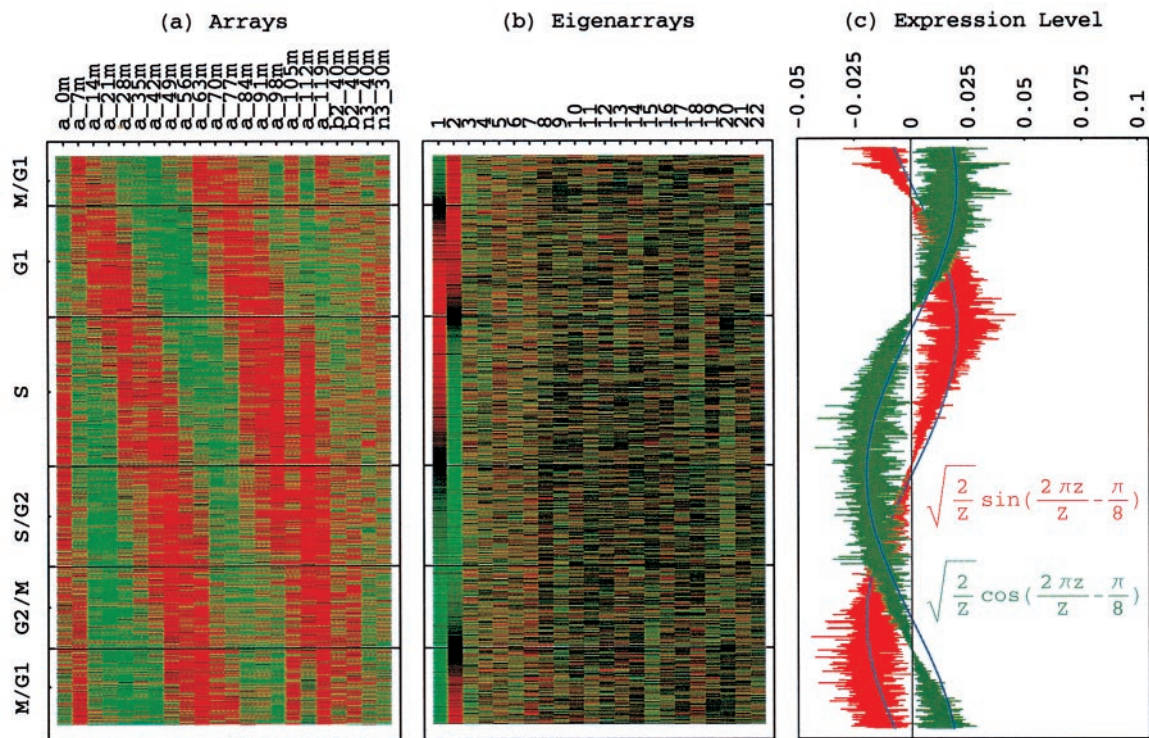 (a) Arrays
(b) Eigenarrays
(c) Expression Level
a_0m
a_7m
a_14m
a_21m
a_28m
a_35m
a_42m
a_49m
a_56m
a_63m
a_70m
a_77m
a_84m
a_91m
a_98m
a_105m
a_112m
a_119m
b2_40m
b2_40m
n3_40m
n3_30m
1
2
3
4
5
6
7
8
9
10
11
12
13
14
15
16
17
18
19
20
21
22
-0.05
-0.025
0
0.025
0.05
0.075
0.1
M/G1
G1
S
S/G2
G2/M
M/G1
√(2/Z) sin(2πz/Z - π/8)
√(2/Z) cos(2πz/Z - π/8)